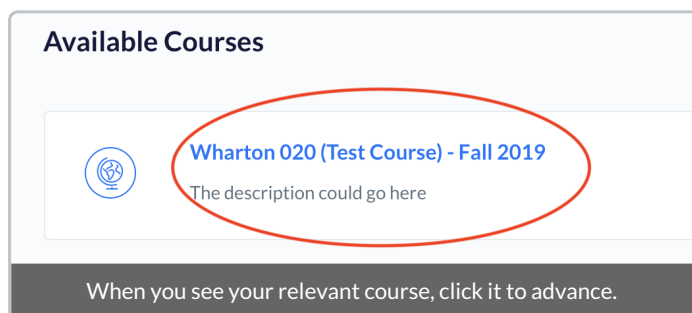 Available Courses
Wharton 020 (Test Course) - Fall 2019
The description could go here
When you see your relevant course, click it to advance.